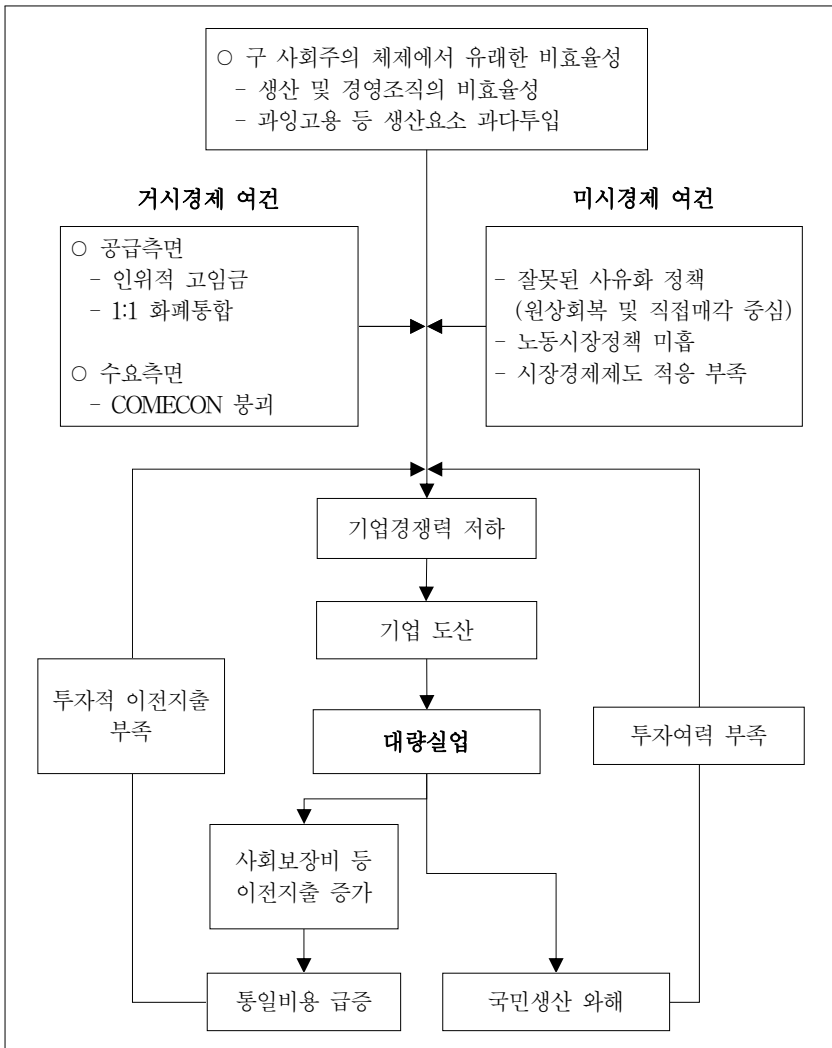 ○ 구 사회주의 체제에서 유래한 비효율성
- 생산 및 경영조직의 비효율성
- 과잉고용 등 생산요소 과다투입
거시경제 여건
○ 공급측면
- 인위적 고임금
- 1:1 화폐통합
○ 수요측면
- COMECON 붕괴
미시경제 여건
- 잘못된 사유화 정책
(원상회복 및 직접매각 중심)
- 노동시장정책 미흡
- 시장경제제도 적응 부족
기업경쟁력 저하
기업 도산
투자적 이전지출
부족
대량실업
투자여력 부족
사회보장비 등
이전지출 증가
통일비용 급증
국민생산 와해